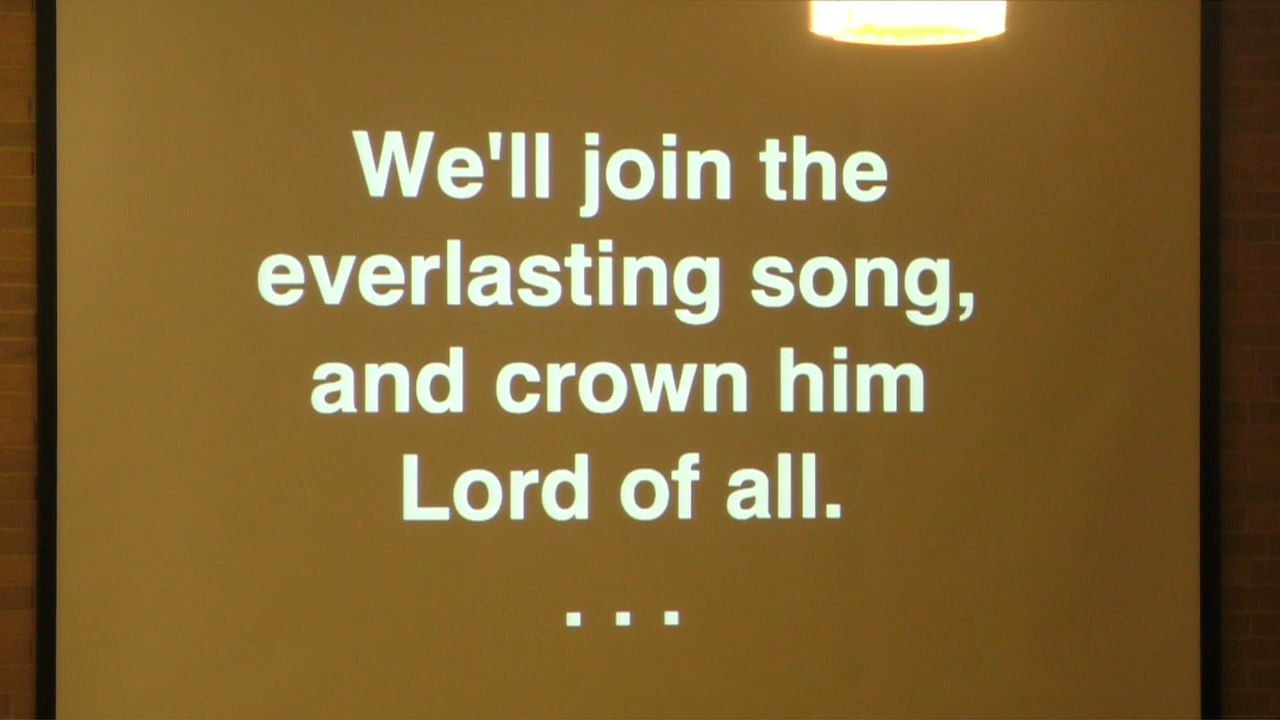 We'll join the
everlasting song,
and crown him
Lord of all.
. . .